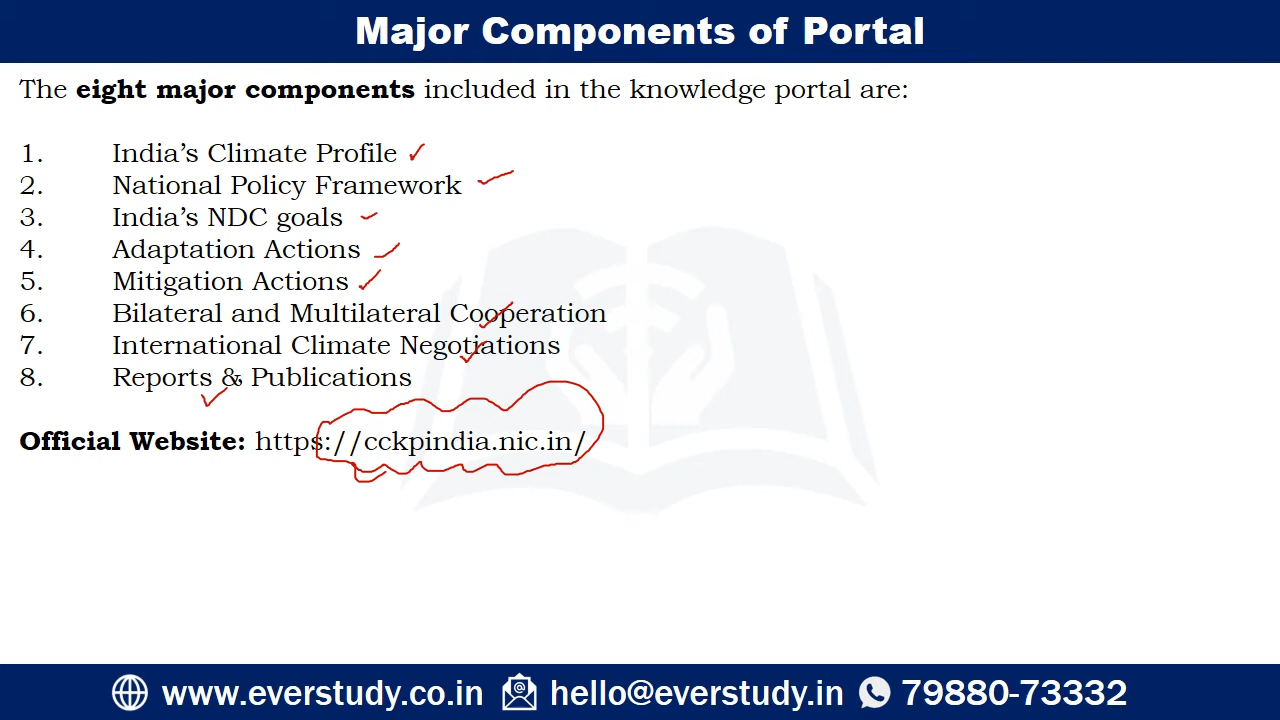 Major Components of Portal
The eight major components included in the knowledge portal are:
1. India’s Climate Profile
2. National Policy Framework
3. India’s NDC goals
4. Adaptation Actions
5. Mitigation Actions
6. Bilateral and Multilateral Cooperation
7. International Climate Negotiations
8. Reports & Publications
Official Website: https://cckpindia.nic.in/
www.everstudy.co.in hello@everstudy.in 79880-73332